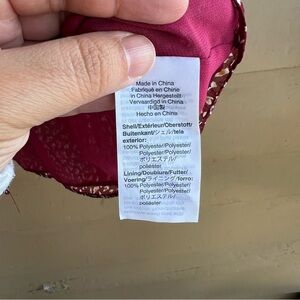 Made in China
Fabriqué en Chine
in China Hergestellt
Vervaardigd in China
中国製
Hecho en China
Shell/Extérieur/Oberstoff/
Buitenkant/シェル/tela
exterior:
100% Polyester/Polyester/
Polyester/Polyester/
ポリエステル/
poliéster
Lining/Doublure/Futter/
Voering/ライニング/forro:
100% Polyester/Polyester/
Polyester/Polyester/
ポリエステル/
poliéster